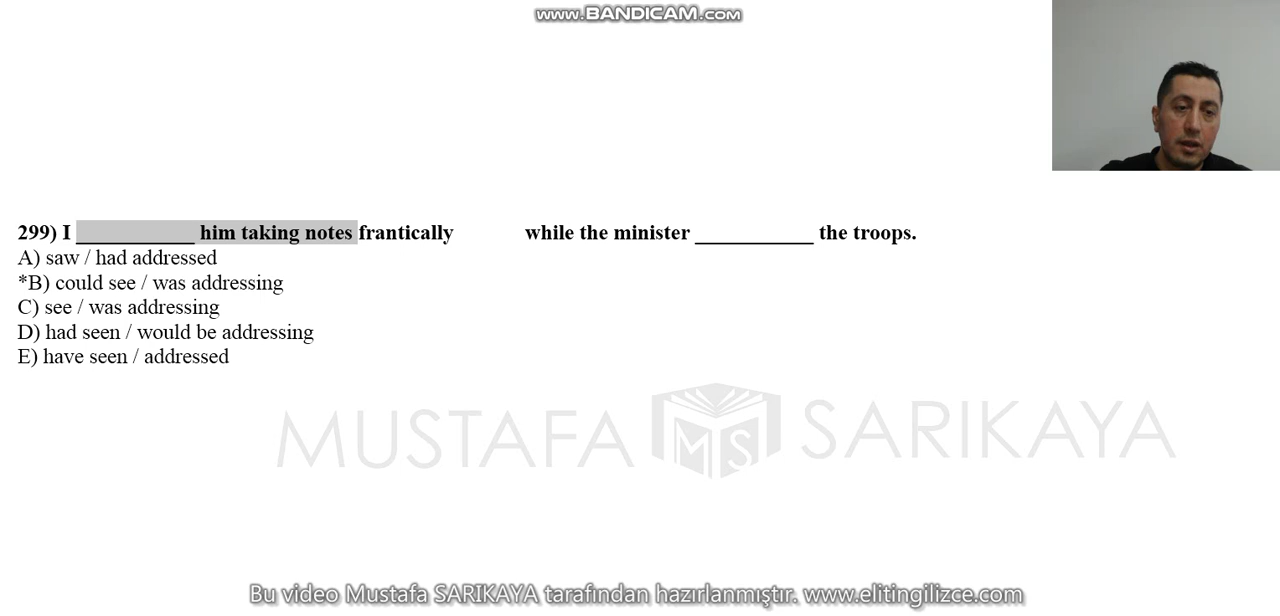 www.BANDICAM.com
299) I ___________ him taking notes frantically while the minister ___________ the troops.
A) saw / had addressed
*B) could see / was addressing
C) see / was addressing
D) had seen / would be addressing
E) have seen / addressed
MUSTAFA MS SARIKAYA
Bu video Mustafa SARIKAYA tarafından hazırlanmıştır. www.elitingilizce.com